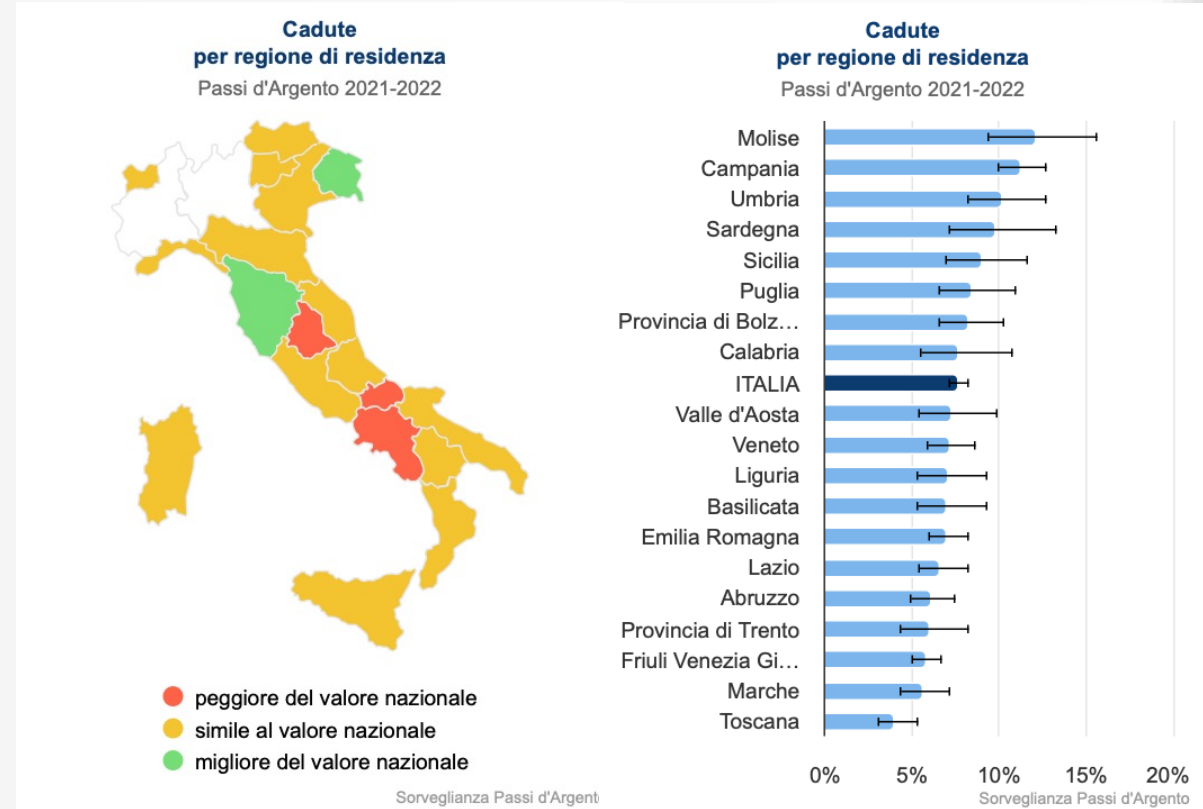 Cadute
per regione di residenza
Passi d'Argento 2021-2022
peggiore del valore nazionale
simile al valore nazionale
migliore del valore nazionale
Sorveglianza Passi d'Argent
Cadute
per regione di residenza
Passi d'Argento 2021-2022
Molise
Campania
Umbria
Sardegna
Sicilia
Puglia
Provincia di Bolz...
Calabria
ITALIA
Valle d'Aosta
Veneto
Liguria
Basilicata
Emilia Romagna
Lazio
Abruzzo
Provincia di Trento
Friuli Venezia Gi...
Marche
Toscana
0% 5% 10% 15% 20%
Sorveglianza Passi d'Argento